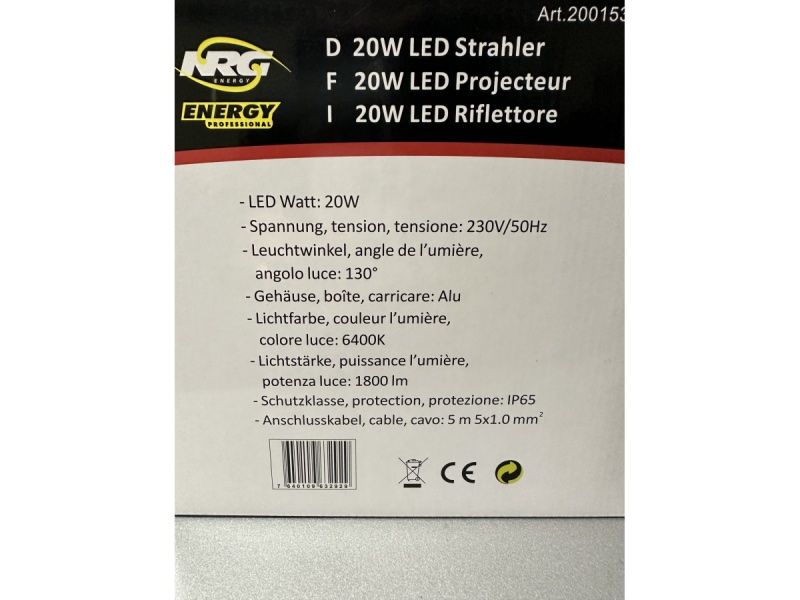 Art.200153
NRG
ENERGY
ENERGY
PROFESSIONAL
D 20W LED Strahler
F 20W LED Projecteur
I 20W LED Riflettore
- LED Watt: 20W
- Spannung, tension, tensione: 230V/50Hz
- Leuchtwinkel, angle de l'umière,
angolo luce: 130°
- Gehäuse, boîte, carricare: Alu
- Lichtfarbe, couleur l'umière,
colore luce: 6400K
- Lichtstärke, puissance l'umière,
potenza luce: 1800 lm
- Schutzklasse, protection, protezione: IP65
- Anschlusskabel, cable, cavo: 5 m 5x1.0 mm²
7 640109 632929
CE